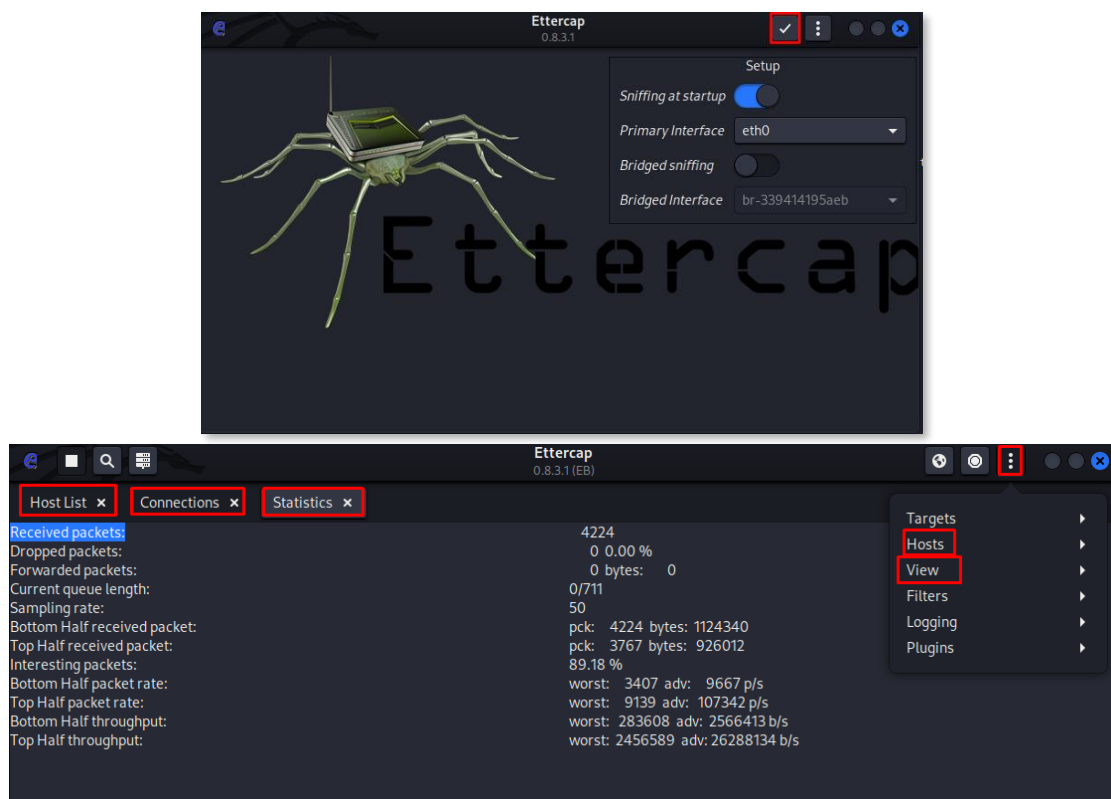 Ettercap
0.8.3.1
Setup
Sniffing at startup
Primary Interface eth0
Bridged sniffing
Bridged Interface br-339414195aeb
Ettercap
Ettercap
0.8.3.1 (EB)
Host List × Connections × Statistics ×
Received packets: 4224
Dropped packets: 0 0.00 %
Forwarded packets: 0 bytes: 0
Current queue length: 0/711
Sampling rate: 50
Bottom Half received packet: pck: 4224 bytes: 1124340
Top Half received packet: pck: 3767 bytes: 926012
Interesting packets: 89.18 %
Bottom Half packet rate: worst: 3407 adv: 9667 p/s
Top Half packet rate: worst: 9139 adv: 107342 p/s
Bottom Half throughput: worst: 283608 adv: 2566413 b/s
Top Half throughput: worst: 2456589 adv: 26288134 b/s
Targets
Hosts
View
Filters
Logging
Plugins